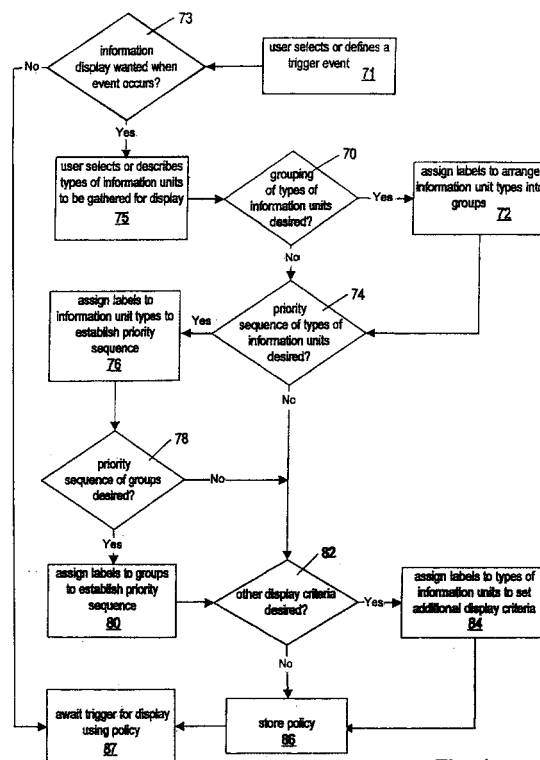 73
information
display wanted when
event occurs?
No
Yes
user selects or defines a
trigger event
71
user selects or describes
types of information units
to be gathered for display
75
70
grouping
of types of
information units
desired?
Yes
No
assign labels to arrange
information unit types into
groups
72
74
priority
sequence of types of
information units
desired?
Yes
No
assign labels to
information unit types to
establish priority
sequence
76
78
priority
sequence of groups
desired?
No
Yes
assign labels to groups
to establish priority
sequence
80
82
other display criteria
desired?
Yes
No
assign labels to types of
information units to set
additional display criteria
84
await trigger for display
using policy
87
store policy
86